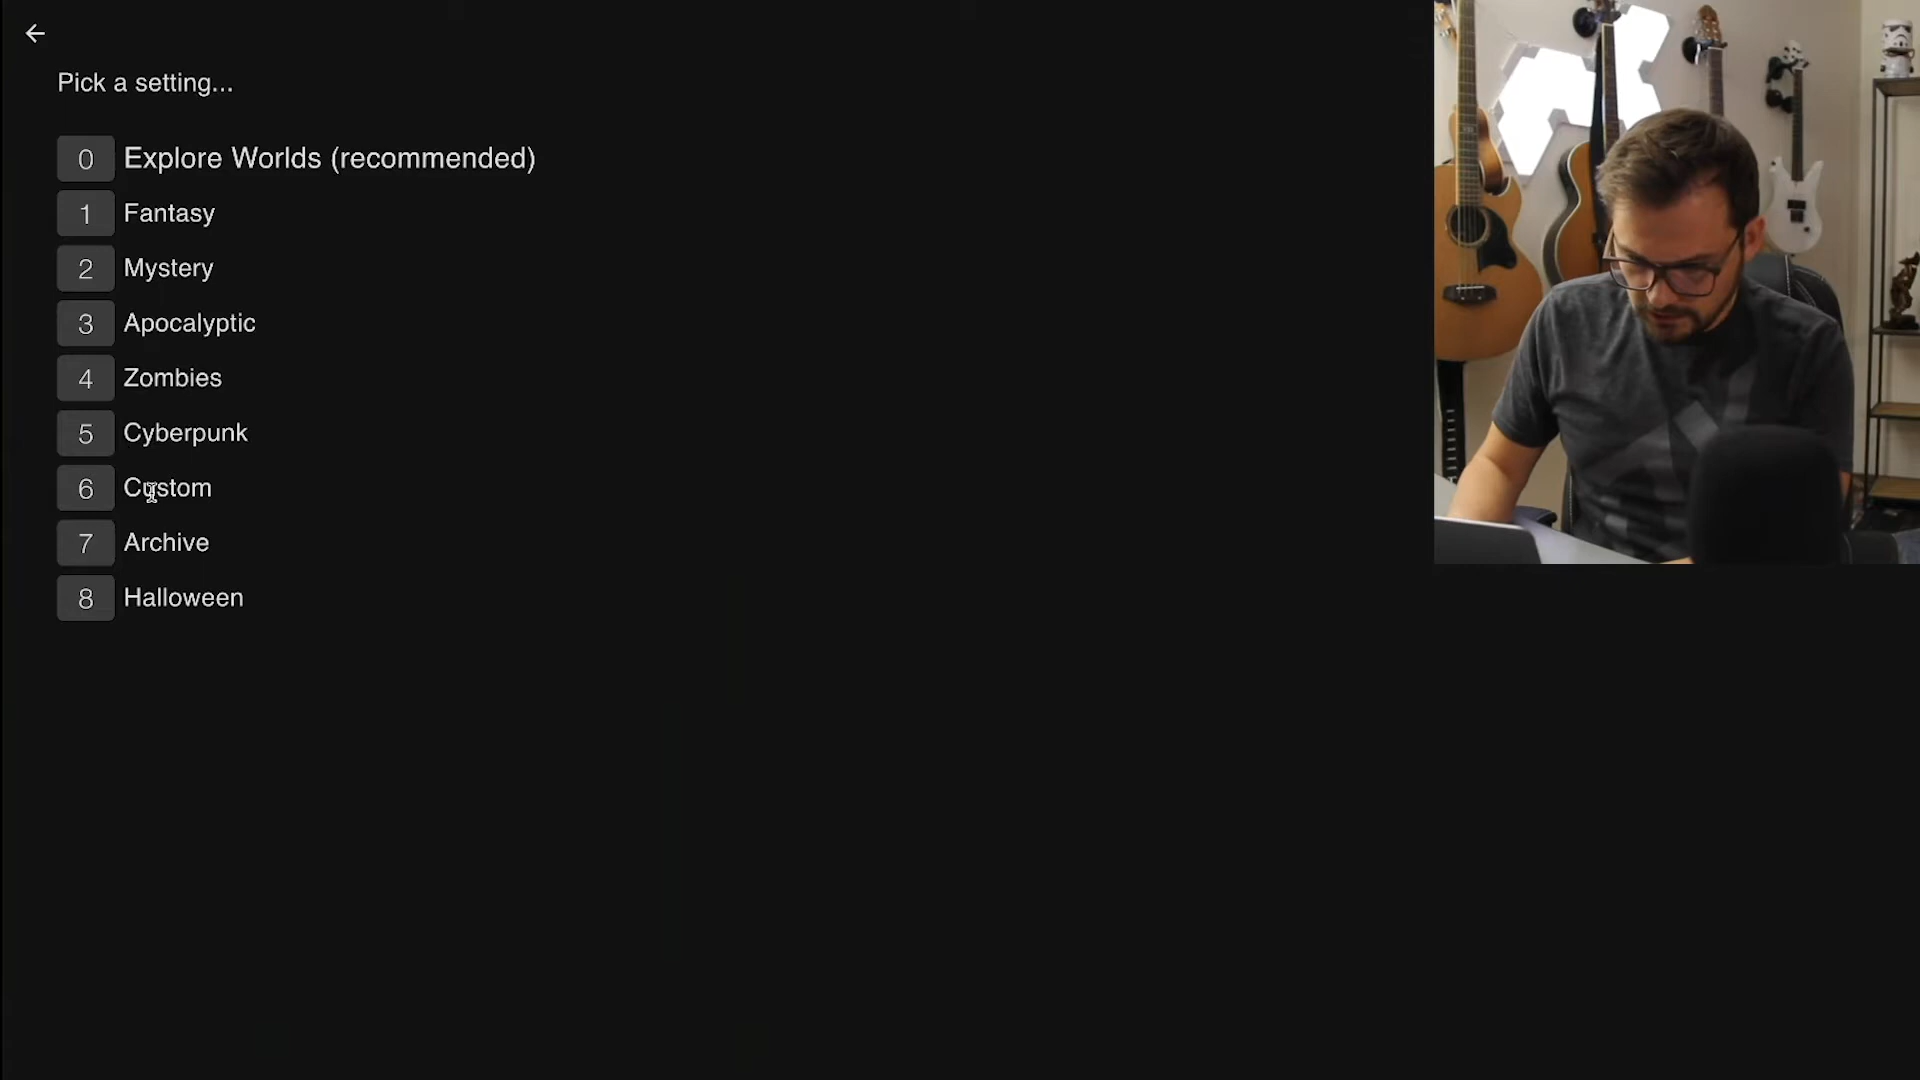 Pick a setting...
0 Explore Worlds (recommended)
1 Fantasy
2 Mystery
3 Apocalyptic
4 Zombies
5 Cyberpunk
6 Custom
7 Archive
8 Halloween